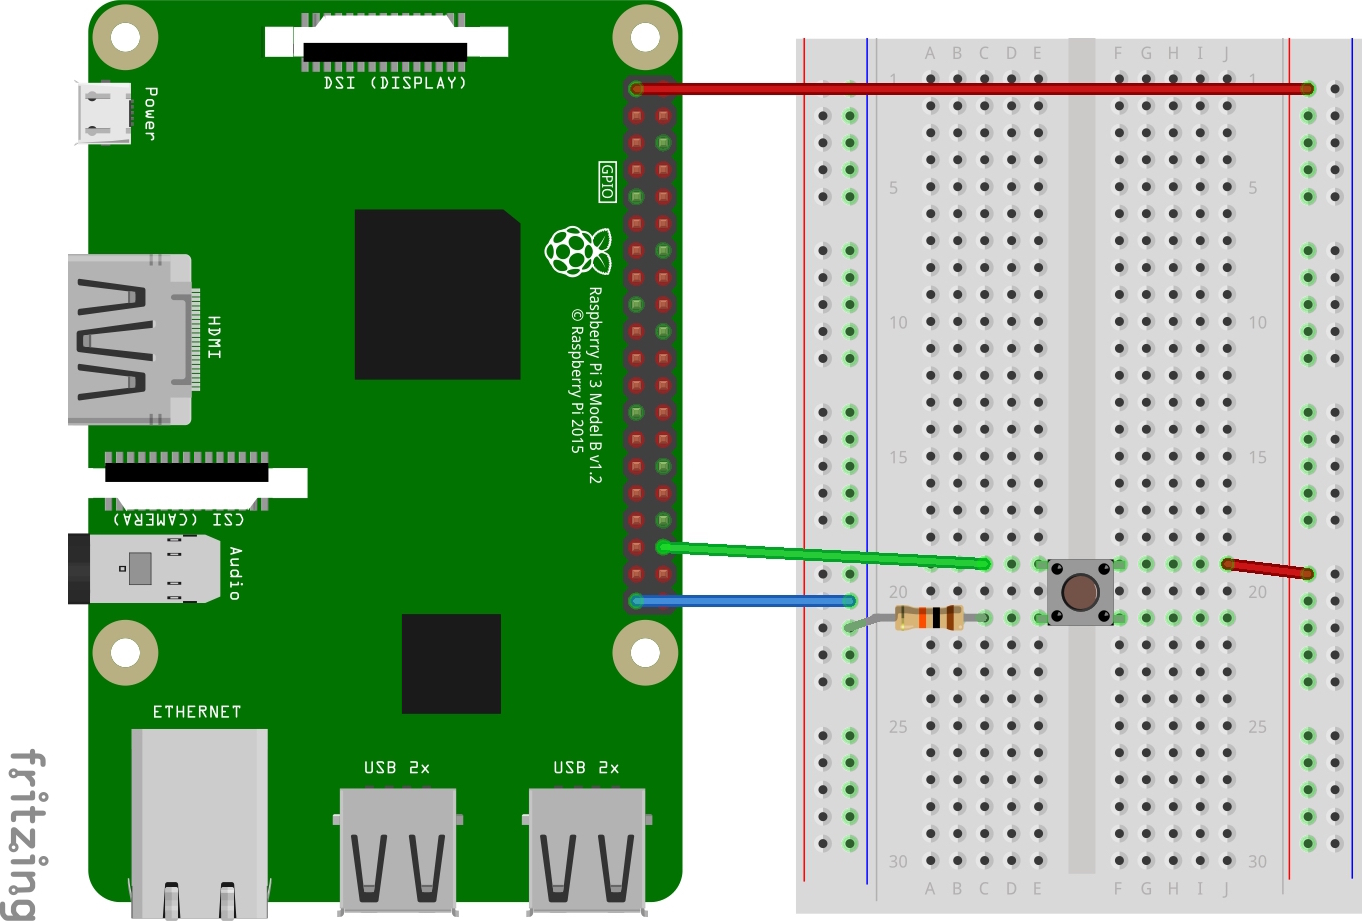 DSI (DISPLAY)
Power
GPIO
Raspberry Pi 3 Model B v1.2
© Raspberry Pi 2015
HDMI
CSI (CAMERA)
Audio
ETHERNET
USB 2x
USB 2x
fritzing
A B C D E F G H I J
1 1
5 5
10 10
15 15
20 20
25 25
30 30
A B C D E F G H I J